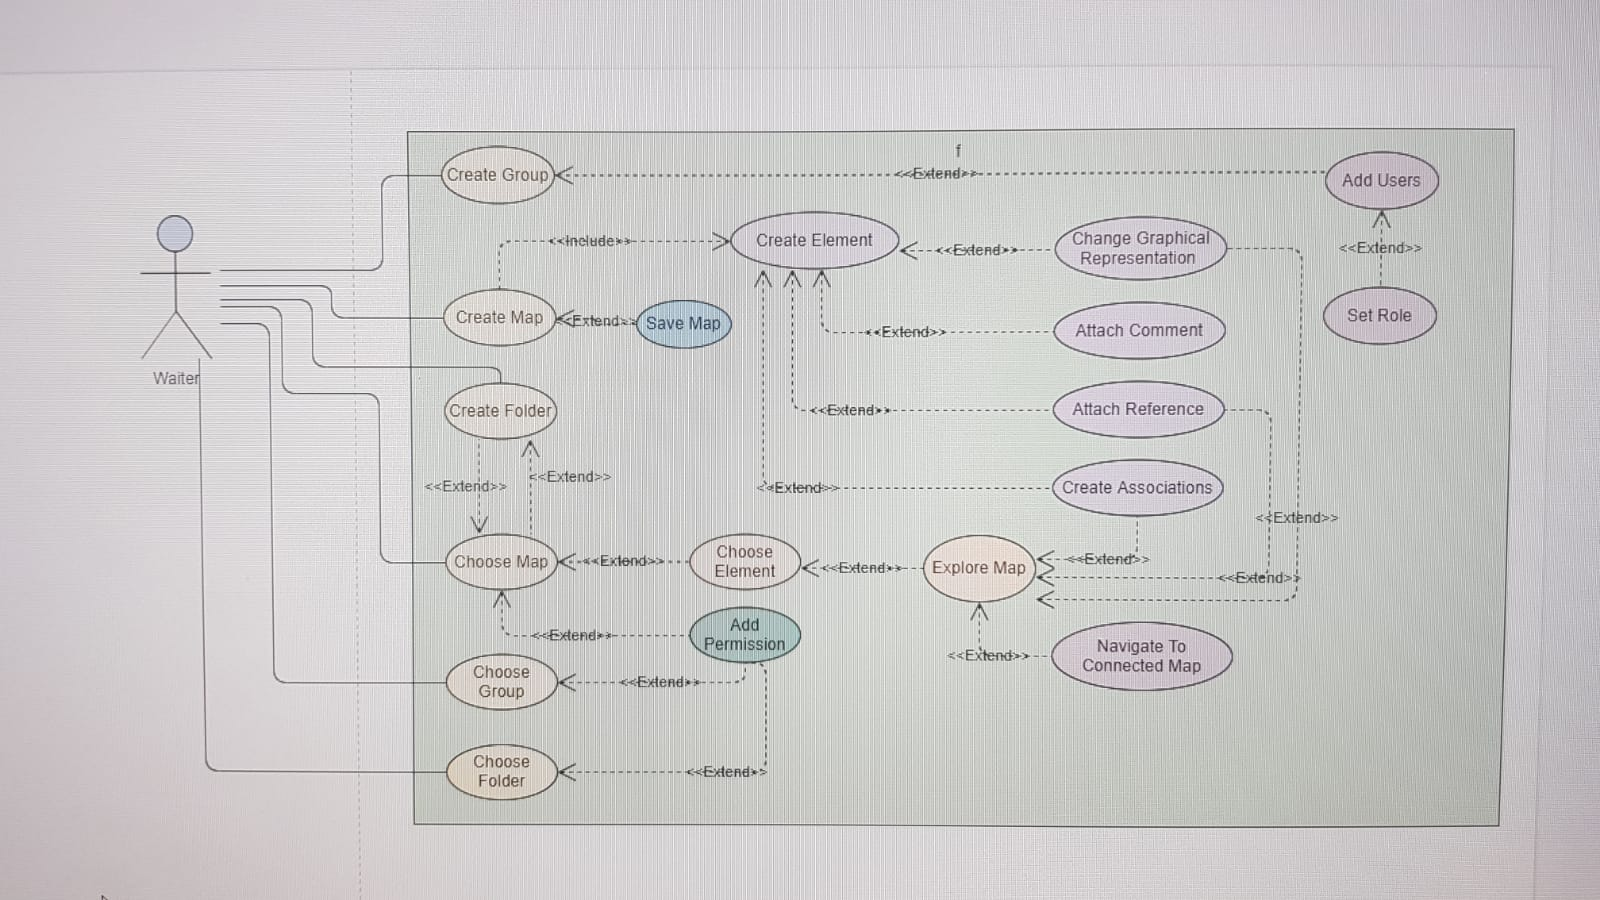 f
Create Group
<<Extend>>
Add Users
<<Include>>
Create Element
<<Extend>>
Change Graphical
Representation
<<Extend>>
Create Map
<<Extend>>
Save Map
<<Extend>>
Attach Comment
Set Role
Waiter
Create Folder
<<Extend>>
Attach Reference
<<Extend>>
<<Extend>>
<<Extend>>
Create Associations
<<Extend>>
Choose Map
<<Extend>>
Choose
Element
<<Extend>>
Explore Map
<<Extend>>
<<Extend>>
<<Extend>>
Add
Permission
<<Extend>>
Navigate To
Connected Map
Choose
Group
<<Extend>>
Choose
Folder
<<Extend>>